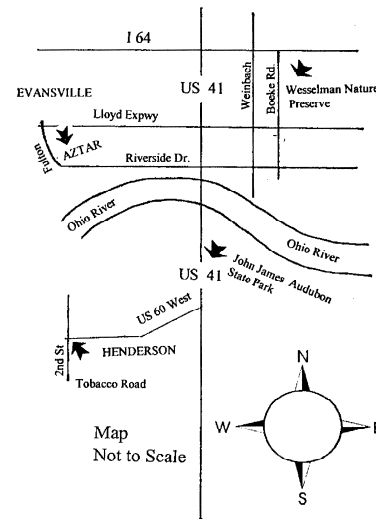 I 64
US 41
Weinbach
Boeke Rd.
Wesselman Nature
Preserve
EVANSVILLE
Lloyd Expwy
Fulton
AZTAR
Riverside Dr.
Ohio River
Ohio River
US 41
John James Audubon
State Park
US 60 West
2nd St
HENDERSON
Tobacco Road
Map
Not to Scale
N
W
E
S